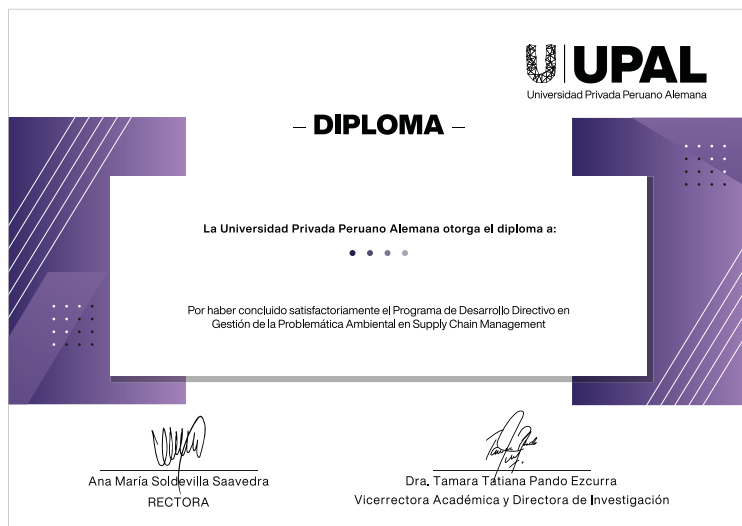 UPAL
Universidad Privada Peruano Alemana
– DIPLOMA –
La Universidad Privada Peruano Alemana otorga el diploma a:
Por haber concluido satisfactoriamente el Programa de Desarrollo Directivo en
Gestión de la Problemática Ambiental en Supply Chain Management
Ana María Soldevilla Saavedra
RECTORA
Dra. Tamara Tatiana Pando Ezcurra
Vicerrectora Académica y Directora de Investigación